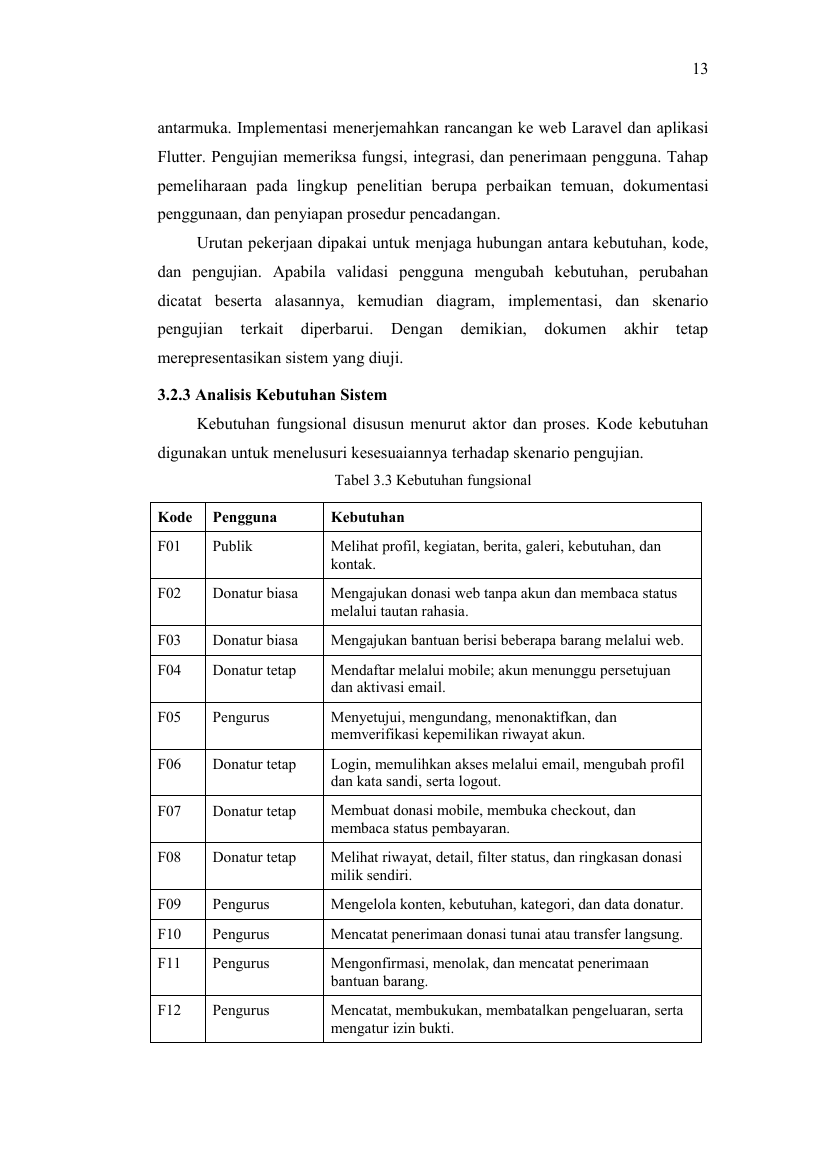 13
antarmuka. Implementasi menerjemahkan rancangan ke web Laravel dan aplikasi
Flutter. Pengujian memeriksa fungsi, integrasi, dan penerimaan pengguna. Tahap
pemeliharaan pada lingkup penelitian berupa perbaikan temuan, dokumentasi
penggunaan, dan penyiapan prosedur pencadangan.
Urutan pekerjaan dipakai untuk menjaga hubungan antara kebutuhan, kode,
dan pengujian. Apabila validasi pengguna mengubah kebutuhan, perubahan
dicatat beserta alasannya, kemudian diagram, implementasi, dan skenario
pengujian terkait diperbarui. Dengan demikian, dokumen akhir tetap
merepresentasikan sistem yang diuji.
3.2.3 Analisis Kebutuhan Sistem
Kebutuhan fungsional disusun menurut aktor dan proses. Kode kebutuhan
digunakan untuk menelusuri kesesuaiannya terhadap skenario pengujian.
Tabel 3.3 Kebutuhan fungsional
Kode Pengguna Kebutuhan
F01 Publik Melihat profil, kegiatan, berita, galeri, kebutuhan, dan
kontak.
F02 Donatur biasa Mengajukan donasi web tanpa akun dan membaca status
melalui tautan rahasia.
F03 Donatur biasa Mengajukan bantuan berisi beberapa barang melalui web.
F04 Donatur tetap Mendaftar melalui mobile; akun menunggu persetujuan
dan aktivasi email.
F05 Pengurus Menyetujui, mengundang, menonaktifkan, dan
memverifikasi kepemilikan riwayat akun.
F06 Donatur tetap Login, memulihkan akses melalui email, mengubah profil
dan kata sandi, serta logout.
F07 Donatur tetap Membuat donasi mobile, membuka checkout, dan
membaca status pembayaran.
F08 Donatur tetap Melihat riwayat, detail, filter status, dan ringkasan donasi
milik sendiri.
F09 Pengurus Mengelola konten, kebutuhan, kategori, dan data donatur.
F10 Pengurus Mencatat penerimaan donasi tunai atau transfer langsung.
F11 Pengurus Mengonfirmasi, menolak, dan mencatat penerimaan
bantuan barang.
F12 Pengurus Mencatat, membukukan, membatalkan pengeluaran, serta
mengatur izin bukti.